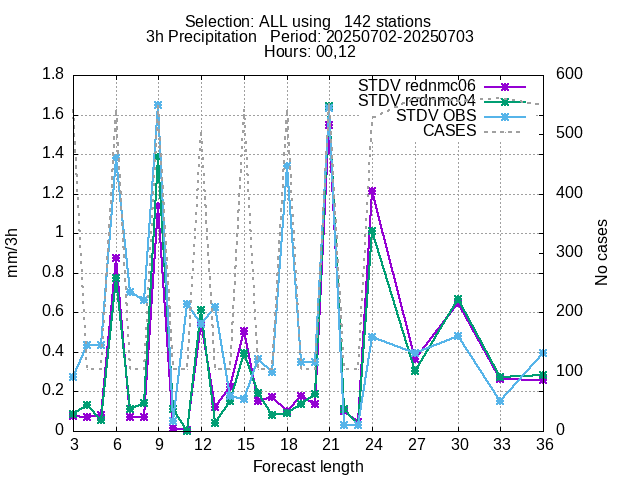 Selection: ALL using   142 stations
3h Precipitation   Period: 20250702-20250703
Hours: 00,12
STDV rednmc06
STDV rednmc04
STDV OBS
CASES
1.8
1.6
1.4
1.2
1
0.8
0.6
0.4
0.2
0
600
500
400
300
200
100
0
mm/3h
No cases
3 6 9 12 15 18 21 24 27 30 33 36
Forecast length